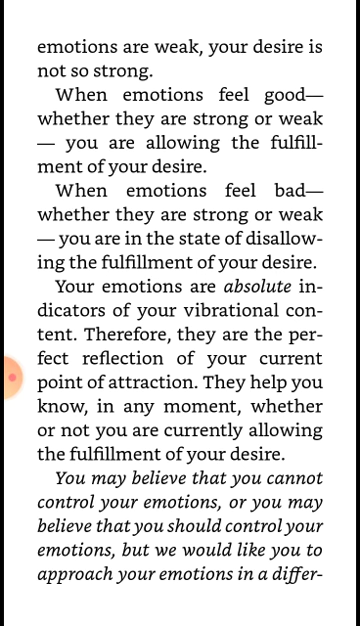 emotions are weak, your desire is
not so strong.
When emotions feel good—
whether they are strong or weak
— you are allowing the fulfill-
ment of your desire.
When emotions feel bad—
whether they are strong or weak
— you are in the state of disallow-
ing the fulfillment of your desire.
Your emotions are absolute in-
dicators of your vibrational con-
tent. Therefore, they are the per-
fect reflection of your current
point of attraction. They help you
know, in any moment, whether
or not you are currently allowing
the fulfillment of your desire.
You may believe that you cannot
control your emotions, or you may
believe that you should control your
emotions, but we would like you to
approach your emotions in a differ-